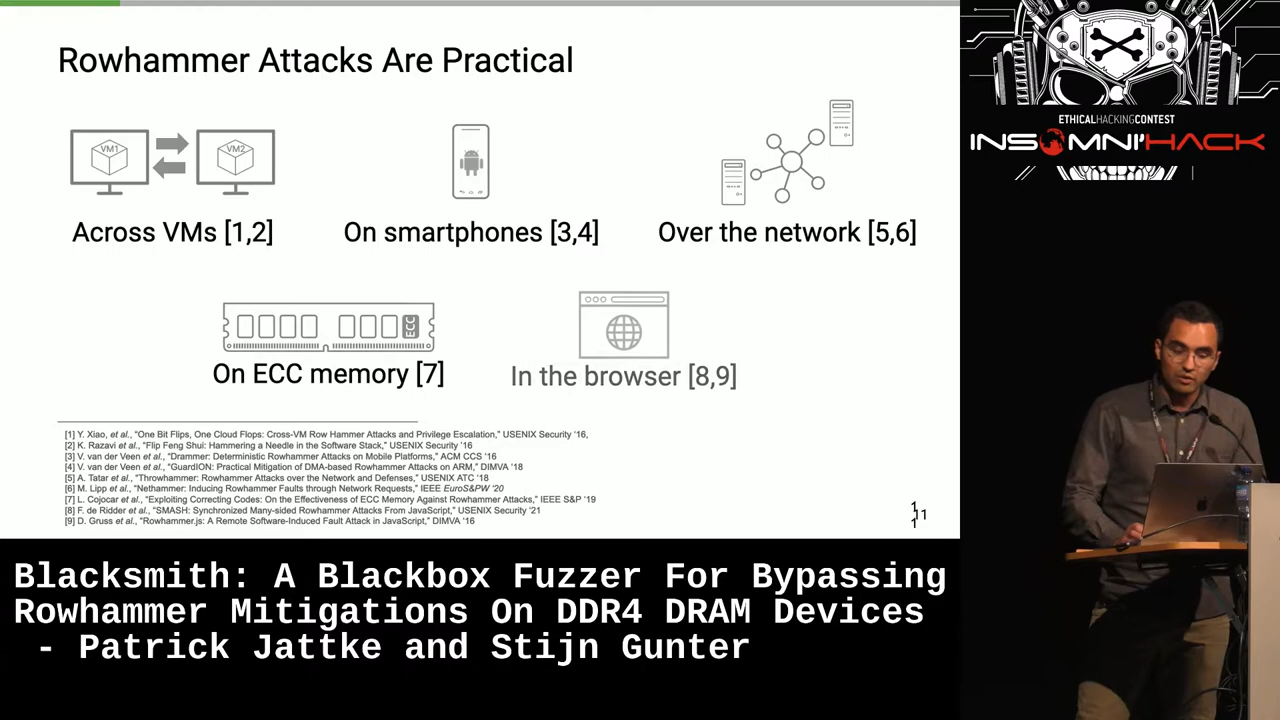 Rowhammer Attacks Are Practical
VM1
VM2
Across VMs [1,2]
On smartphones [3,4]
Over the network [5,6]
ECC
On ECC memory [7]
In the browser [8,9]
[1] Y. Xiao, et al., "One Bit Flips, One Cloud Flops: Cross-VM Row Hammer Attacks and Privilege Escalation," USENIX Security '16,
[2] K. Razavi, et al., "Flip Feng Shui: Hammering a Needle in the Software Stack," USENIX Security '16
[3] V. van der Veen et al., "Drammer: Deterministic Rowhammer Attacks on Mobile Platforms," ACM CCS '16
[4] V. van der Veen et al., "GuardION: Practical Mitigation of DMA-based Rowhammer Attacks on ARM," DIMVA '18
[5] A. Tatar et al., "Throwhammer: Rowhammer Attacks over the Network and Defenses," USENIX ATC '18
[6] M. Lipp et al., "Nethammer: Inducing Rowhammer Faults through Network Requests," IEEE EuroS&PW '20
[7] L. Cojocar et al., "Exploiting Correcting Codes: On the Effectiveness of ECC Memory Against Rowhammer Attacks," IEEE S&P '19
[8] F. de Ridder et al., "SMASH: Synchronized Many-sided Rowhammer Attacks From JavaScript," USENIX Security '21
[9] D. Gruss et al., "Rowhammer.js: A Remote Software-Induced Fault Attack in JavaScript," DIMVA '16
11
ETHICALHACKINGCONTEST
INSOMNI'HACK
Blacksmith: A Blackbox Fuzzer For Bypassing
Rowhammer Mitigations On DDR4 DRAM Devices
- Patrick Jattke and Stijn Gunter